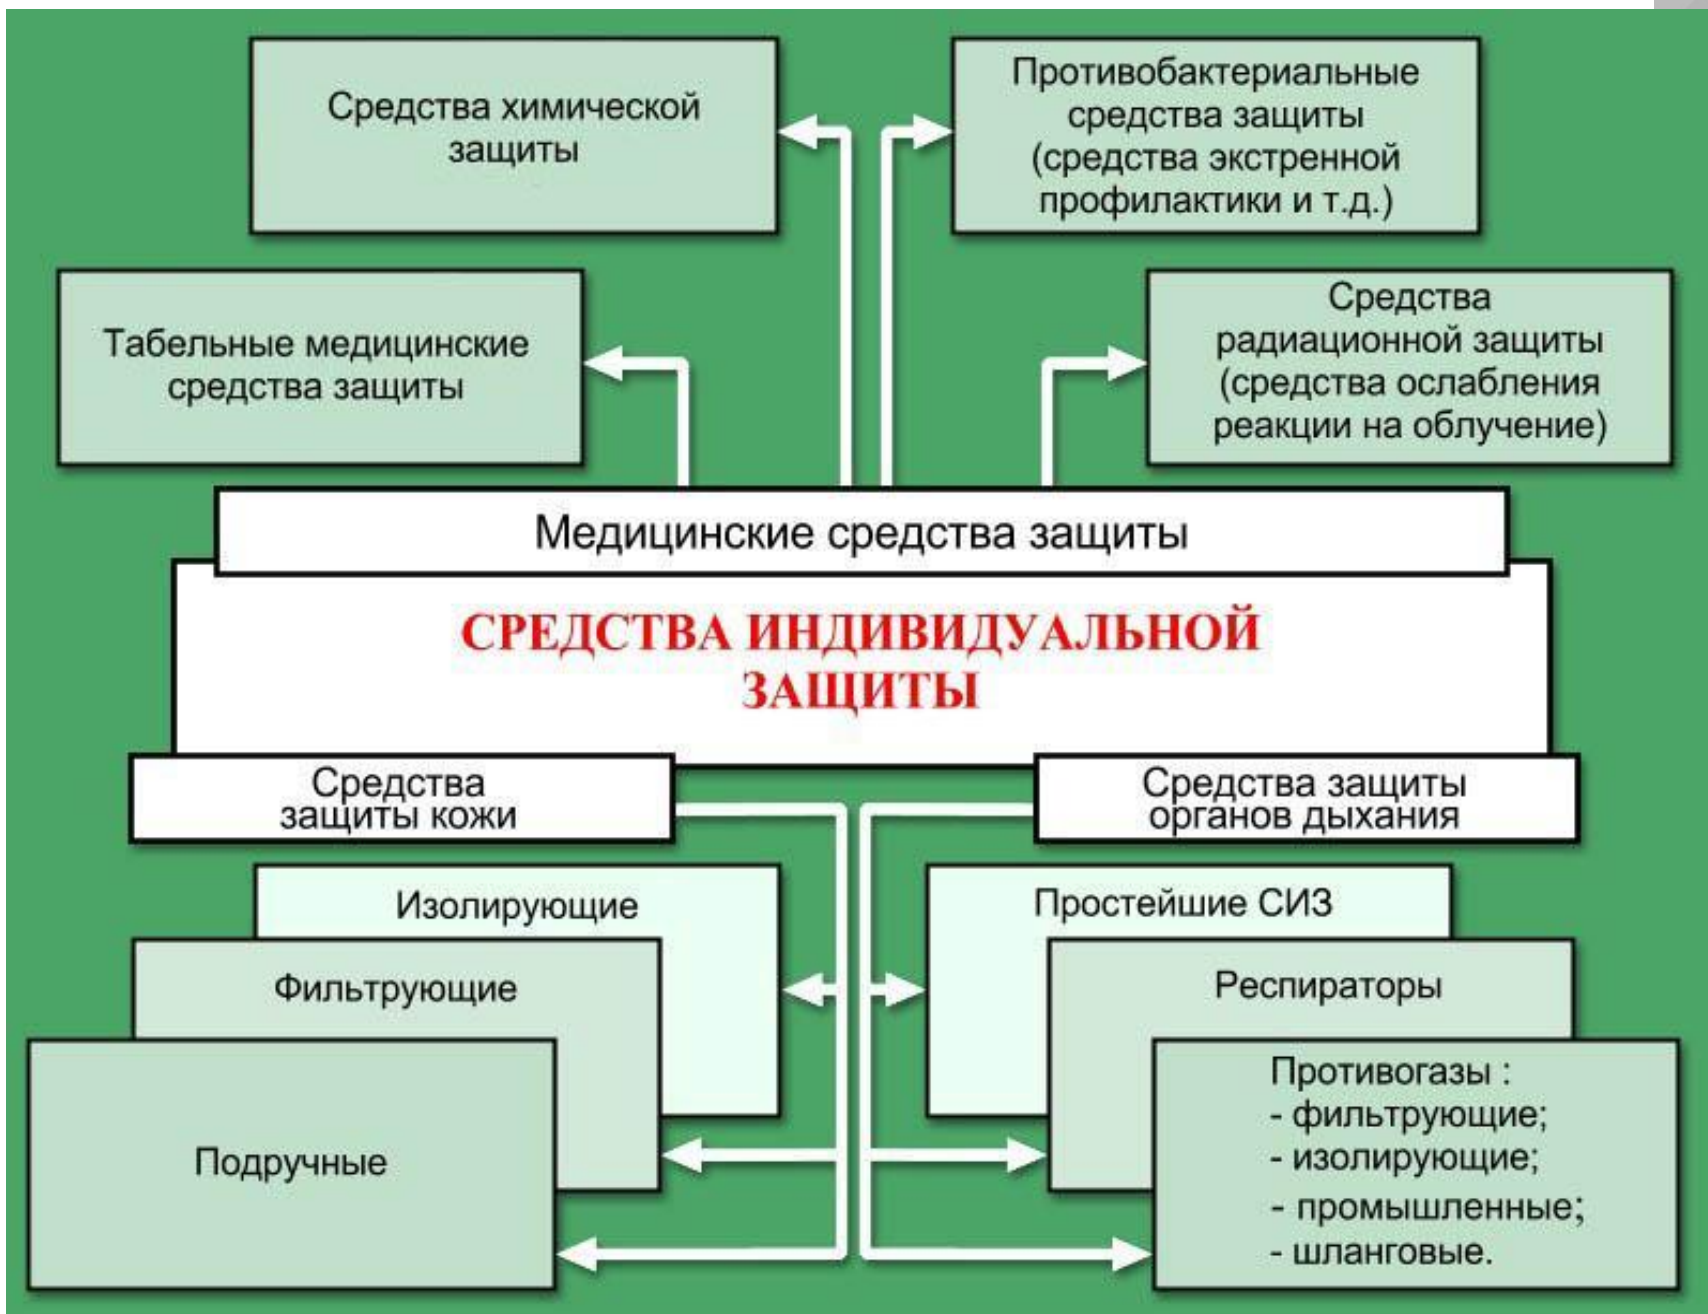 Средства химической
защиты
Противобактериальные
средства защиты
(средства экстренной
профилактики и т.д.)
Табельные медицинские
средства защиты
Средства
радиационной защиты
(средства ослабления
реакции на облучение)
Медицинские средства защиты
СРЕДСТВА ИНДИВИДУАЛЬНОЙ
ЗАЩИТЫ
Средства
защиты кожи
Средства защиты
органов дыхания
Изолирующие
Фильтрующие
Подручные
Простейшие СИЗ
Респираторы
Противогазы :
- фильтрующие;
- изолирующие;
- промышленные;
- шланговые.